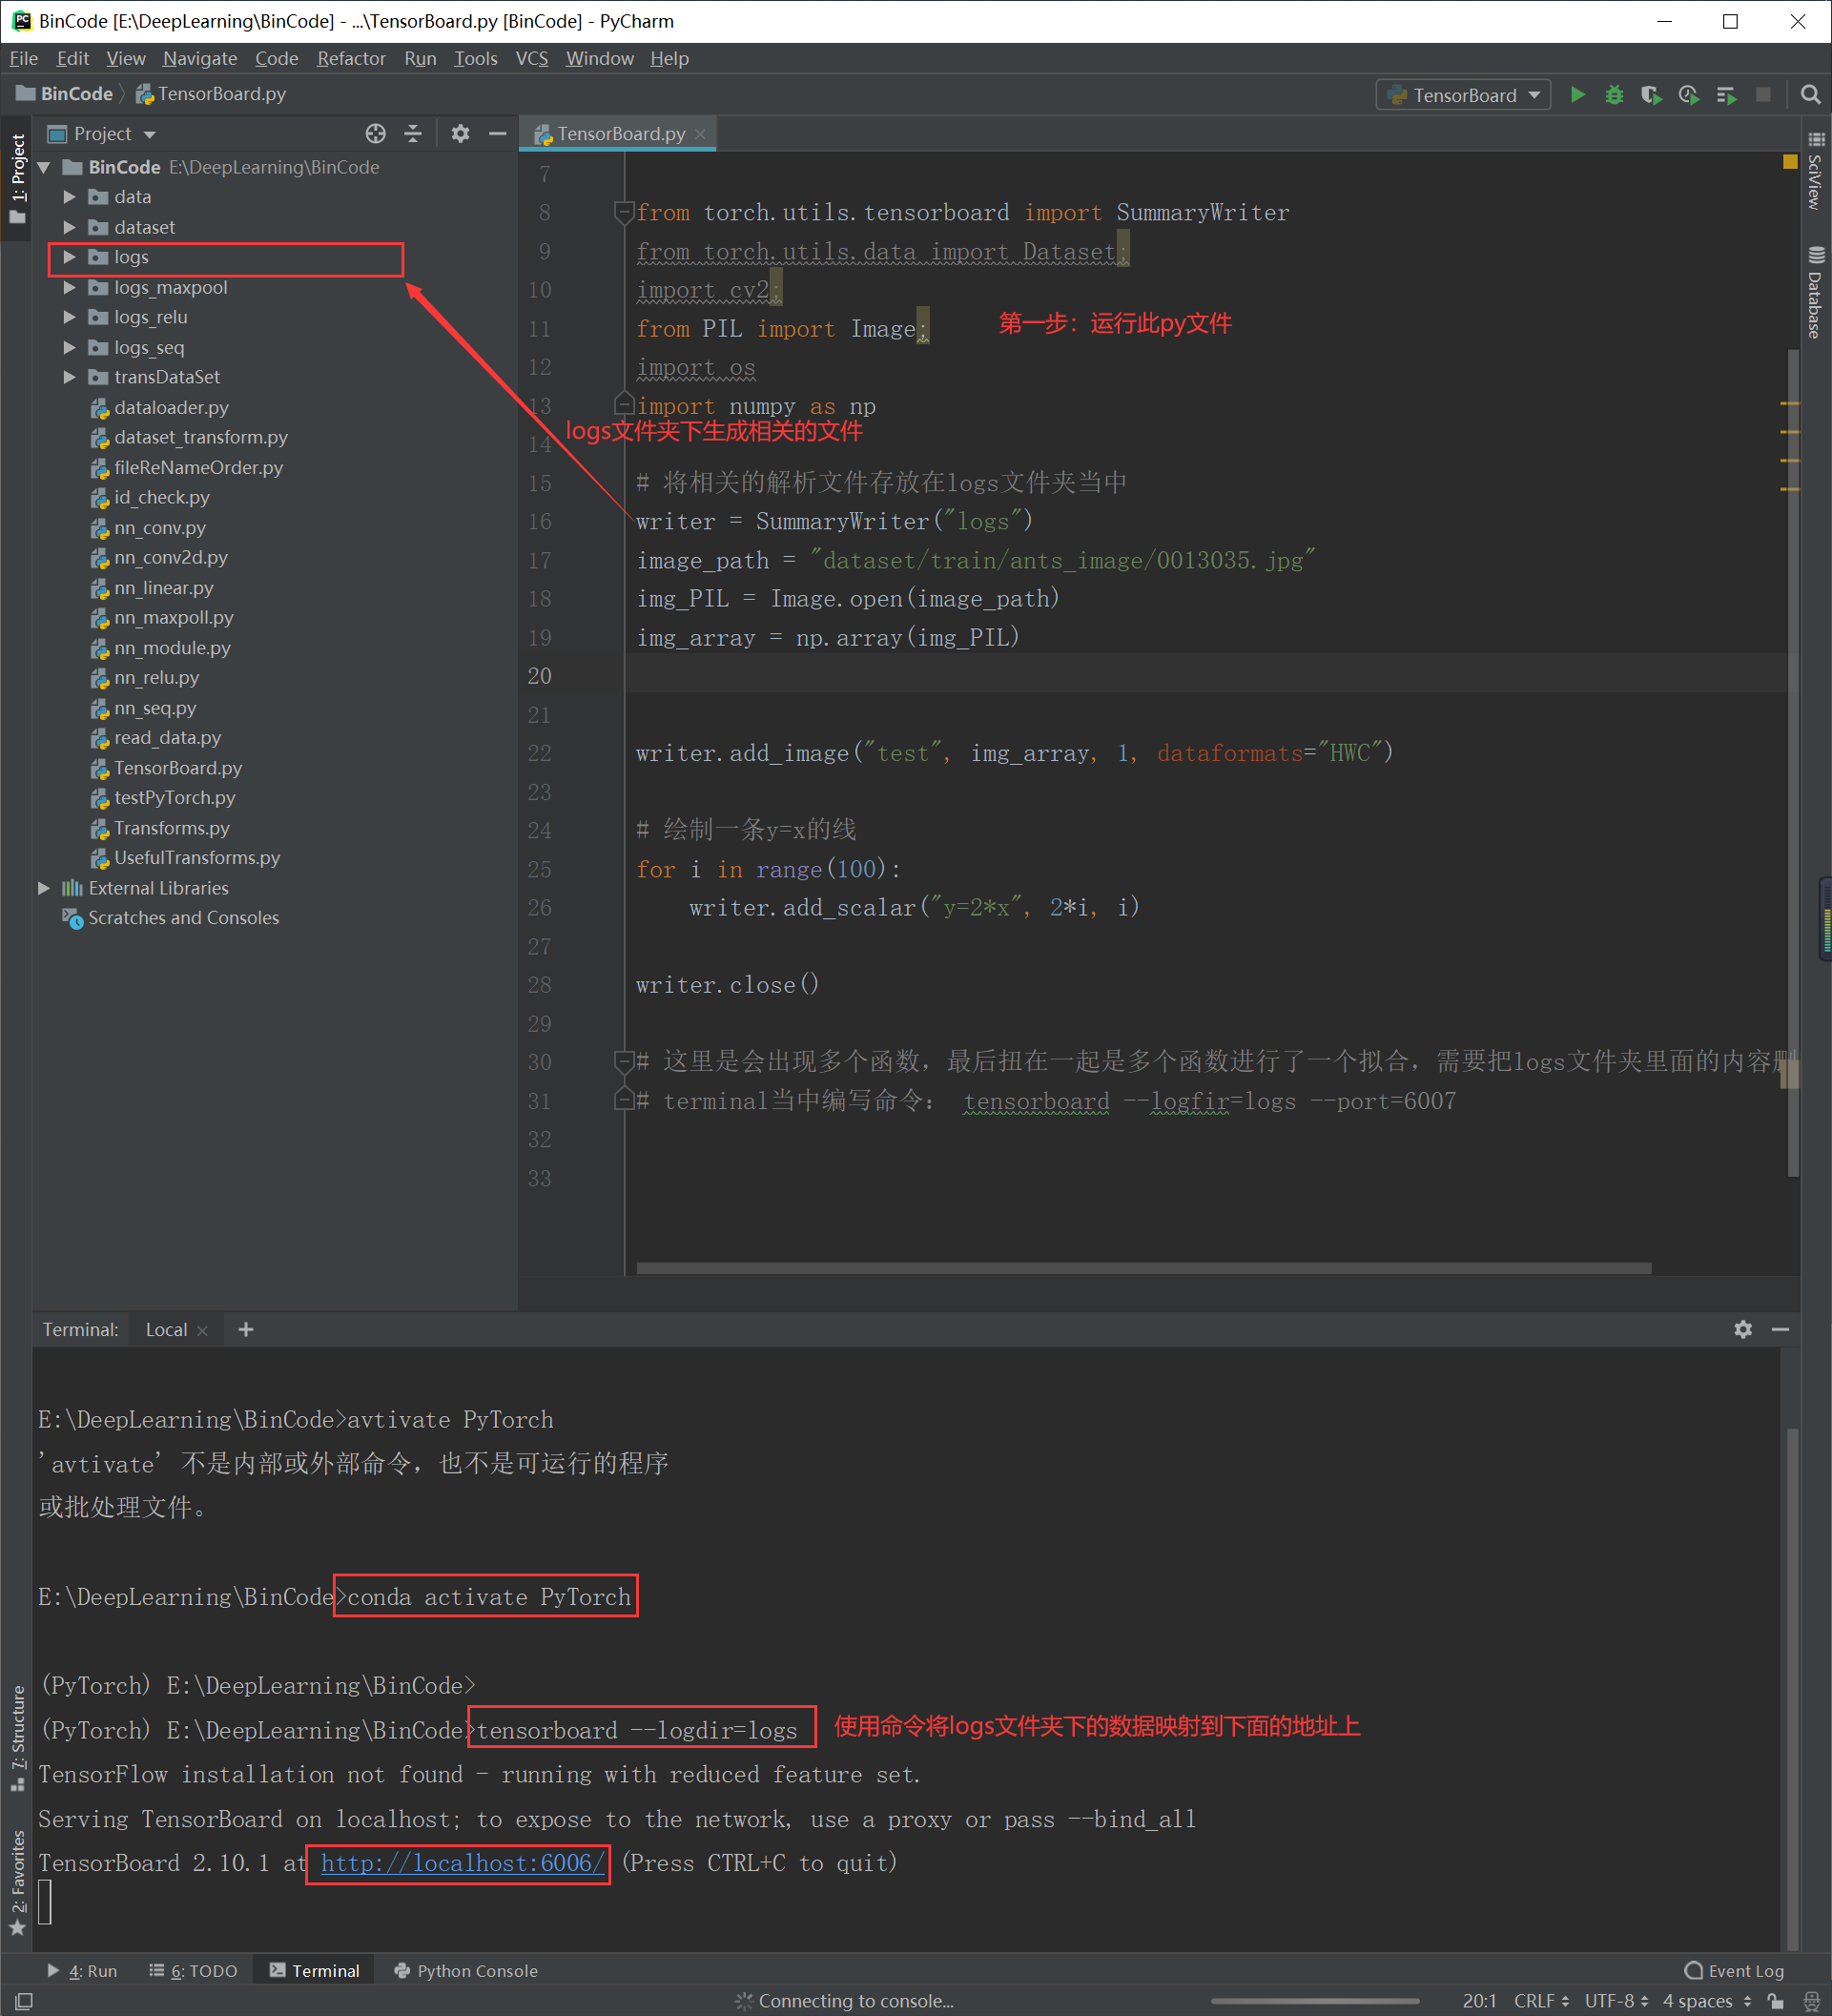 BinCode [E:\DeepLearning\BinCode] - ...\TensorBoard.py [BinCode] - PyCharm
File Edit View Navigate Code Refactor Run Tools VCS Window Help
BinCode TensorBoard.py TensorBoard
1: Project
Project
BinCode E:\DeepLearning\BinCode
data
dataset
logs
logs_maxpool
logs_relu
logs_seq
transDataSet
dataloader.py
dataset_transform.py
fileReNameOrder.py
id_check.py
nn_conv.py
nn_conv2d.py
nn_linear.py
nn_maxpoll.py
nn_module.py
nn_relu.py
nn_seq.py
read_data.py
TensorBoard.py
testPyTorch.py
Transforms.py
UsefulTransforms.py
External Libraries
Scratches and Consoles
TensorBoard.py
7
8 from torch.utils.tensorboard import SummaryWriter
9 from torch.utils.data import Dataset;
10 import cv2;
11 from PIL import Image;
第一步：运行此py文件
12 import os
13 import numpy as np
logs文件夹下生成相关的文件
14
15 # 将相关的解析文件存放在logs文件夹当中
16 writer = SummaryWriter("logs")
17 image_path = "dataset/train/ants_image/0013035.jpg"
18 img_PIL = Image.open(image_path)
19 img_array = np.array(img_PIL)
20
21
22 writer.add_image("test", img_array, 1, dataformats="HWC")
23
24 # 绘制一条y=x的线
25 for i in range(100):
26 writer.add_scalar("y=2*x", 2*i, i)
27
28 writer.close()
29
30 # 这里是会出现多个函数，最后扭在一起是多个函数进行了一个拟合，需要把logs文件夹里面的内容
31 # terminal当中编写命令： tensorboard --logfir=logs --port=6007
32
33
SciView
Database
Terminal: Local
E:\DeepLearning\BinCode>avtivate PyTorch
'avtivate' 不是内部或外部命令，也不是可运行的程序
或批处理文件。
E:\DeepLearning\BinCode>conda activate PyTorch
(PyTorch) E:\DeepLearning\BinCode>
(PyTorch) E:\DeepLearning\BinCode>tensorboard --logdir=logs
使用命令将logs文件夹下的数据映射到下面的地址上
TensorFlow installation not found - running with reduced feature set.
Serving TensorBoard on localhost; to expose to the network, use a proxy or pass --bind_all
TensorBoard 2.10.1 at http://localhost:6006/ (Press CTRL+C to quit)
7: Structure
2: Favorites
4: Run 6: TODO Terminal Python Console Event Log
Connecting to console... 20:1 CRLF UTF-8 4 spaces